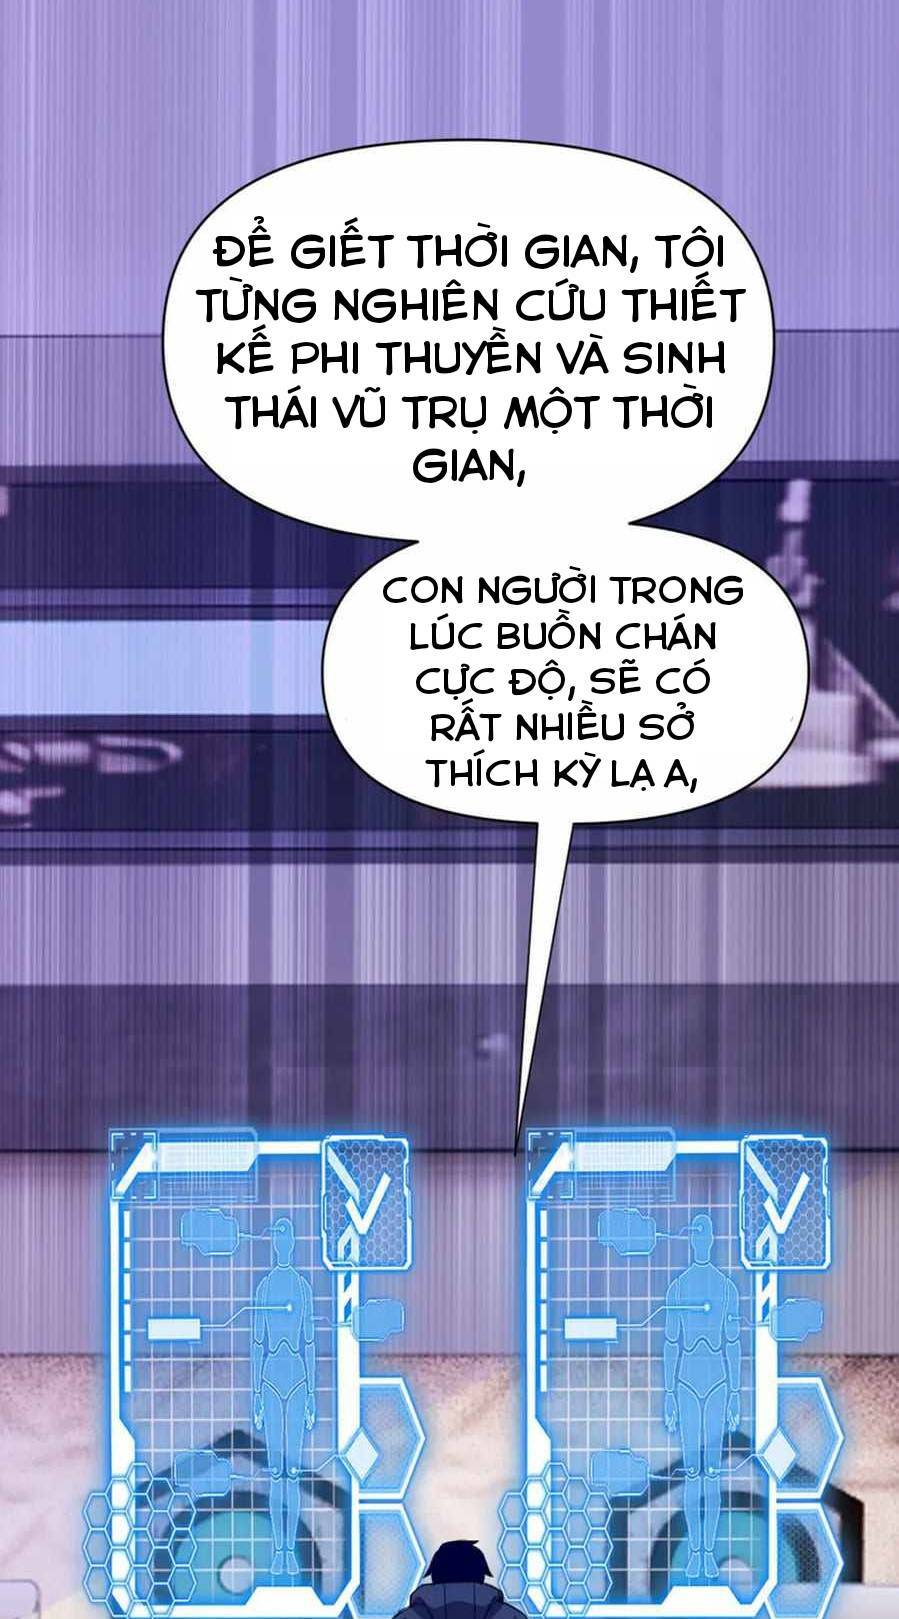 ĐỂ GIẾT THỜI GIAN, TÔI
TỪNG NGHIÊN CỨU THIẾT
KẾ PHI THUYỀN VÀ SINH
THÁI VŨ TRỤ MỘT THỜI
GIAN,
CON NGƯỜI TRONG
LÚC BUỒN CHÁN
CỰC ĐỘ, SẼ CÓ
RẤT NHIỀU SỞ
THÍCH KỲ LẠ A,